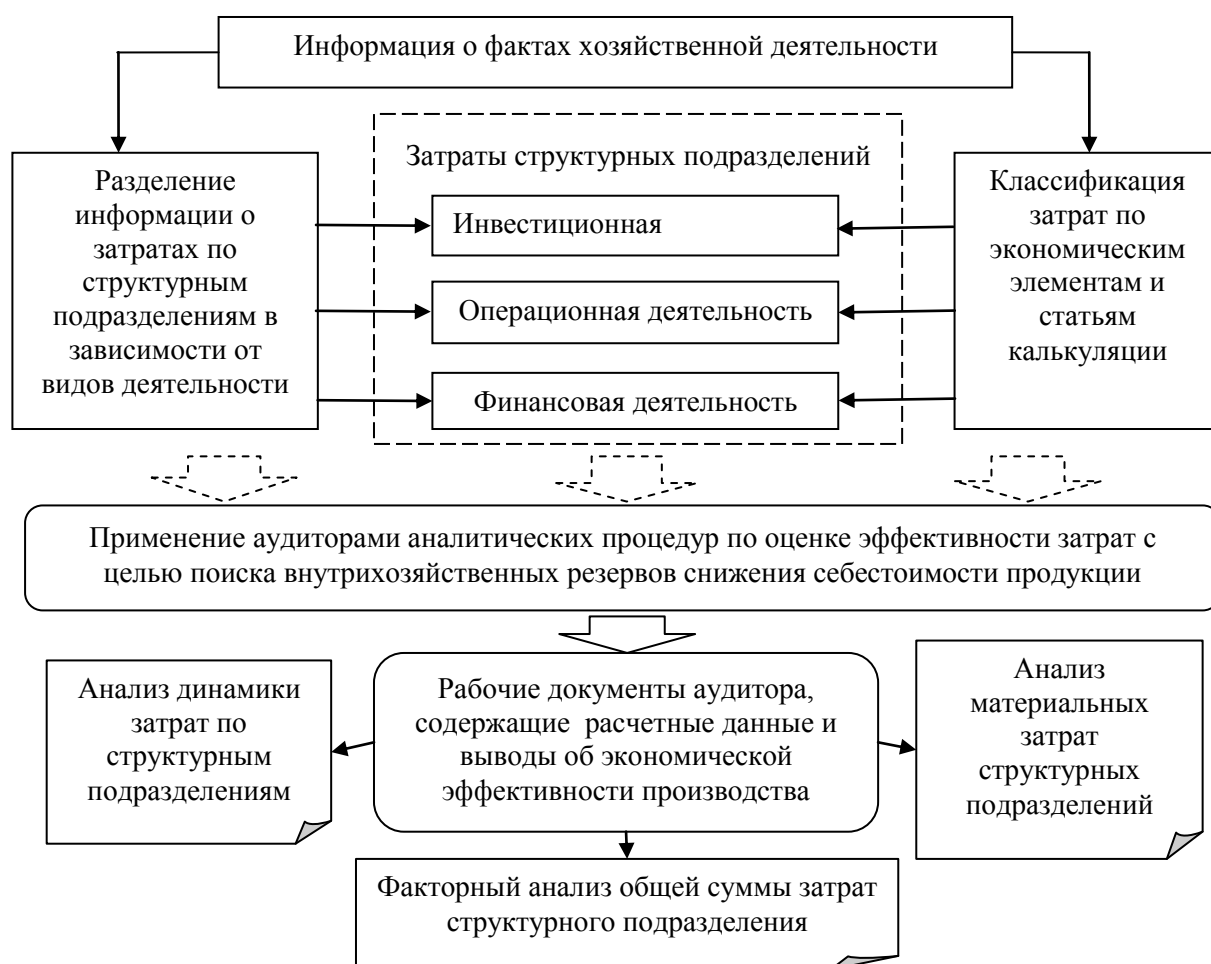 Информация о фактах хозяйственной деятельности
Разделение
информации о
затратах по
структурным
подразделениям в
зависимости от
видов деятельности
Затраты структурных подразделений
Инвестиционная
Операционная деятельность
Финансовая деятельность
Классификация
затрат по
экономическим
элементам и
статьям
калькуляции
Применение аудиторами аналитических процедур по оценке эффективности затрат с
целью поиска внутрихозяйственных резервов снижения себестоимости продукции
Анализ динамики
затрат по
структурным
подразделениям
Рабочие документы аудитора,
содержащие расчетные данные и
выводы об экономической
эффективности производства
Анализ
материальных
затрат
структурных
подразделений
Факторный анализ общей суммы затрат
структурного подразделения